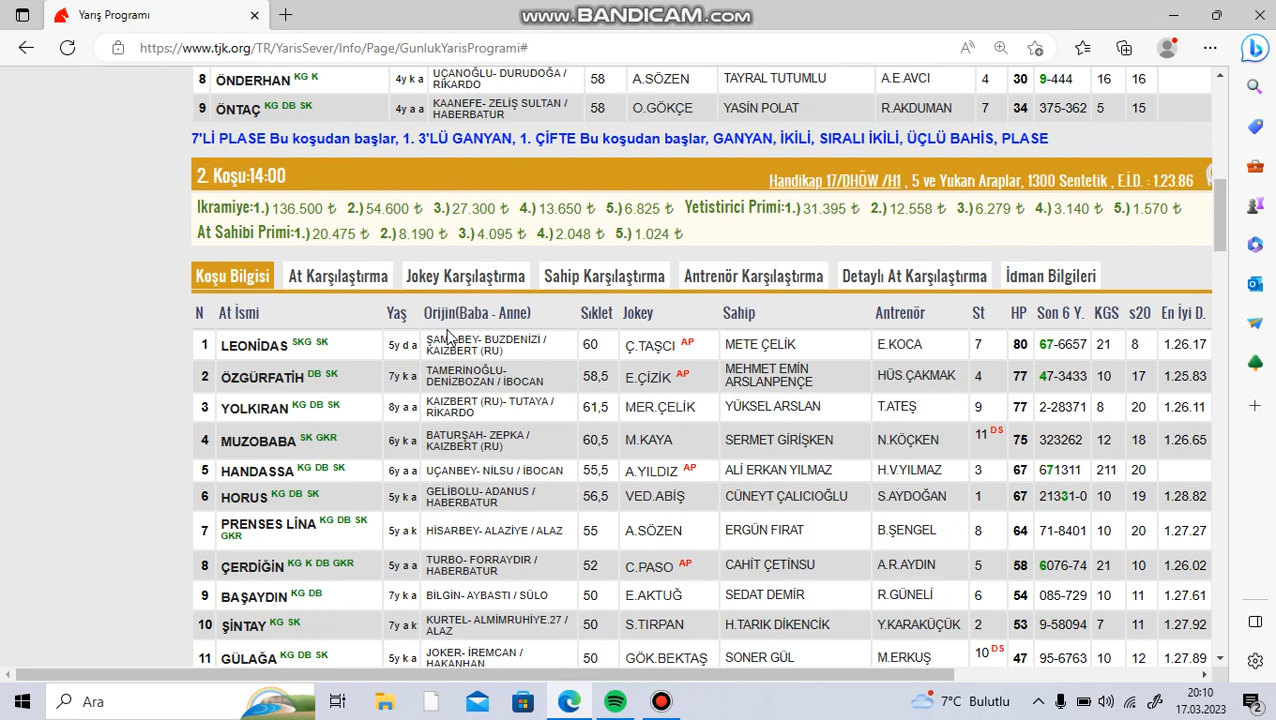 www.BANDICAM.com
Yarış Programı
https://www.tjk.org/TR/YarisSever/Info/Page/GunlukYarisProgrami#
8 ÖNDERHAN KG K 4y k a UÇANOĞLU- DURUDOĞA / RİKARDO 58 A.SÖZEN TAYRAL TUTUMLU A.E.AVCI 4 30 9-444 16 16
9 ÖNTAÇ KG DB SK 4y a a KAANEFE- ZELİŞ SULTAN / HABERBATUR 58 O.GÖKÇE YASİN POLAT R.AKDUMAN 7 34 375-362 5 15
7'Lİ PLASE Bu koşudan başlar, 1. 3'LÜ GANYAN, 1. ÇİFTE Bu koşudan başlar, GANYAN, İKİLİ, SIRALI İKİLİ, ÜÇLÜ BAHİS, PLASE
2. Koşu:14:00
Handikap 17/DHÖW /H1 , 5 ve Yukarı Araplar, 1300 Sentetik , E.İ.D. : 1.23.86
Ikramiye:1.) 136.500 ₺ 2.) 54.600 ₺ 3.) 27.300 ₺ 4.) 13.650 ₺ 5.) 6.825 ₺ Yetistirici Primi:1.) 31.395 ₺ 2.) 12.558 ₺ 3.) 6.279 ₺ 4.) 3.140 ₺ 5.) 1.570 ₺
At Sahibi Primi:1.) 20.475 ₺ 2.) 8.190 ₺ 3.) 4.095 ₺ 4.) 2.048 ₺ 5.) 1.024 ₺
Koşu Bilgisi At Karşılaştırma Jokey Karşılaştırma Sahip Karşılaştırma Antrenör Karşılaştırma Detaylı At Karşılaştırma İdman Bilgileri
N At İsmi Yaş Orijin(Baba - Anne) Sıklet Jokey Sahip Antrenör St HP Son 6 Y. KGS s20 En İyi D.
1 LEONİDAS SKG SK 5y d a BUZDENİZİ / KAIZBERT (RU) 60 Ç.TAŞCI AP METE ÇELİK E.KOCA 7 80 67-6657 21 8 1.26.17
2 ÖZGÜRFATİH DB SK 7y k a TAMERİNOĞLU- DENİZBOZAN / İBOCAN 58,5 E.ÇİZİK AP MEHMET EMİN ARSLANPENÇE HÜS.ÇAKMAK 4 77 47-3433 10 17 1.25.83
3 YOLKIRAN KG DB SK 8y a a KAIZBERT (RU)- TUTAYA / RİKARDO 61,5 MER.ÇELİK YÜKSEL ARSLAN T.ATEŞ 9 77 2-28371 8 20 1.26.11
4 MUZOBABA SK GKR 6y k a BATURŞAH- ZEPKA / KAIZBERT (RU) 60,5 M.KAYA SERMET GİRİŞKEN N.KÖÇKEN 11 DS 75 323262 12 18 1.26.65
5 HANDASSA KG DB SK 6y a a UÇANBEY- NİLSU / İBOCAN 55,5 A.YILDIZ AP ALİ ERKAN YILMAZ H.V.YILMAZ 3 67 671311 211 20
6 HORUS KG DB SK 5y k a GELİBOLU- ADANUS / HABERBATUR 56,5 VED.ABİŞ CÜNEYT ÇALICIOĞLU S.AYDOĞAN 1 67 21331-0 10 19 1.28.82
7 PRENSES LİNA KG DB SK GKR 5y a k HİSARBEY- ALAZİYE / ALAZ 55 A.SÖZEN ERGÜN FIRAT B.ŞENGEL 8 64 71-8401 10 20 1.27.27
8 ÇERDİĞİN KG K DB GKR 5y a a TURBO- FORRAYDIR / HABERBATUR 52 C.PASO AP CAHİT ÇETİNSU A.R.AYDIN 5 58 6076-74 21 10 1.26.02
9 BAŞAYDIN KG DB 7y k a BİLGİN- AYBASTI / SÜLO 50 E.AKTUĞ SEDAT DEMİR R.GÜNELİ 6 54 085-729 10 11 1.27.61
10 ŞİNTAY KG SK 7y a k KURTEL- ALMİMRUHİYE.27 / ALAZ 50 S.TIRPAN H.TARIK DİKENCİK Y.KARAKÜÇÜK 2 53 9-58094 7 11 1.27.92
11 GÜLAĞA KG DB SK 5y k a JOKER- İREMCAN / HAKANHAN 50 GÖK.BEKTAŞ SONER GÜL M.ERKUŞ 10 DS 47 95-6763 10 12 1.27.89
Ara
7°C Bulutlu
20:10
17.03.2023
2